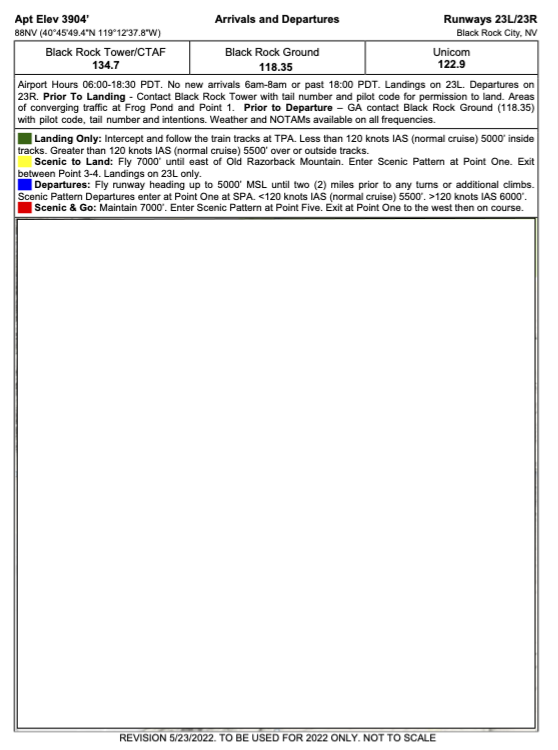 Apt Elev 3904' Arrivals and Departures Runways 23L/23R
88NV (40°45'49.4"N 119°12'37.8"W) Black Rock City, NV
Black Rock Tower/CTAF Black Rock Ground Unicom
134.7 118.35 122.9
Airport Hours 06:00-18:30 PDT. No new arrivals 6am-8am or past 18:00 PDT. Landings on 23L. Departures on
23R. Prior To Landing - Contact Black Rock Tower with tail number and pilot code for permission to land. Areas
of converging traffic at Frog Pond and Point 1. Prior to Departure – GA contact Black Rock Ground (118.35)
with pilot code, tail number and intentions. Weather and NOTAMs available on all frequencies.
Landing Only: Intercept and follow the train tracks at TPA. Less than 120 knots IAS (normal cruise) 5000' inside
tracks. Greater than 120 knots IAS (normal cruise) 5500' over or outside tracks.
Scenic to Land: Fly 7000' until east of Old Razorback Mountain. Enter Scenic Pattern at Point One. Exit
between Point 3-4. Landings on 23L only.
Departures: Fly runway heading up to 5000' MSL until two (2) miles prior to any turns or additional climbs.
Scenic Pattern Departures enter at Point One at SPA. <120 knots IAS (normal cruise) 5500'. >120 knots IAS 6000'.
Scenic & Go: Maintain 7000'. Enter Scenic Pattern at Point Five. Exit at Point One to the west then on course.
REVISION 5/23/2022. TO BE USED FOR 2022 ONLY. NOT TO SCALE